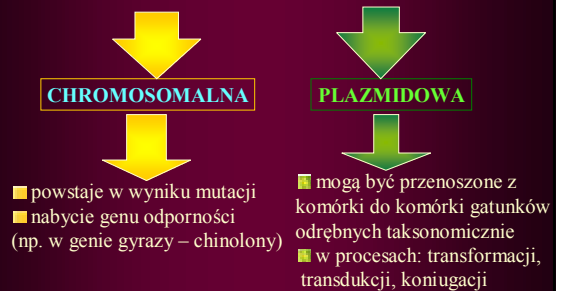 CHROMOSOMALNA
powstaje w wyniku mutacji
nabycie genu odporności
(np. w genie gyrazy – chinolony)
PLAZMIDOWA
mogą być przenoszone z
komórki do komórki gatunków
odrębnych taksonomicznie
w procesach: transformacji,
transdukcji, koniugacji